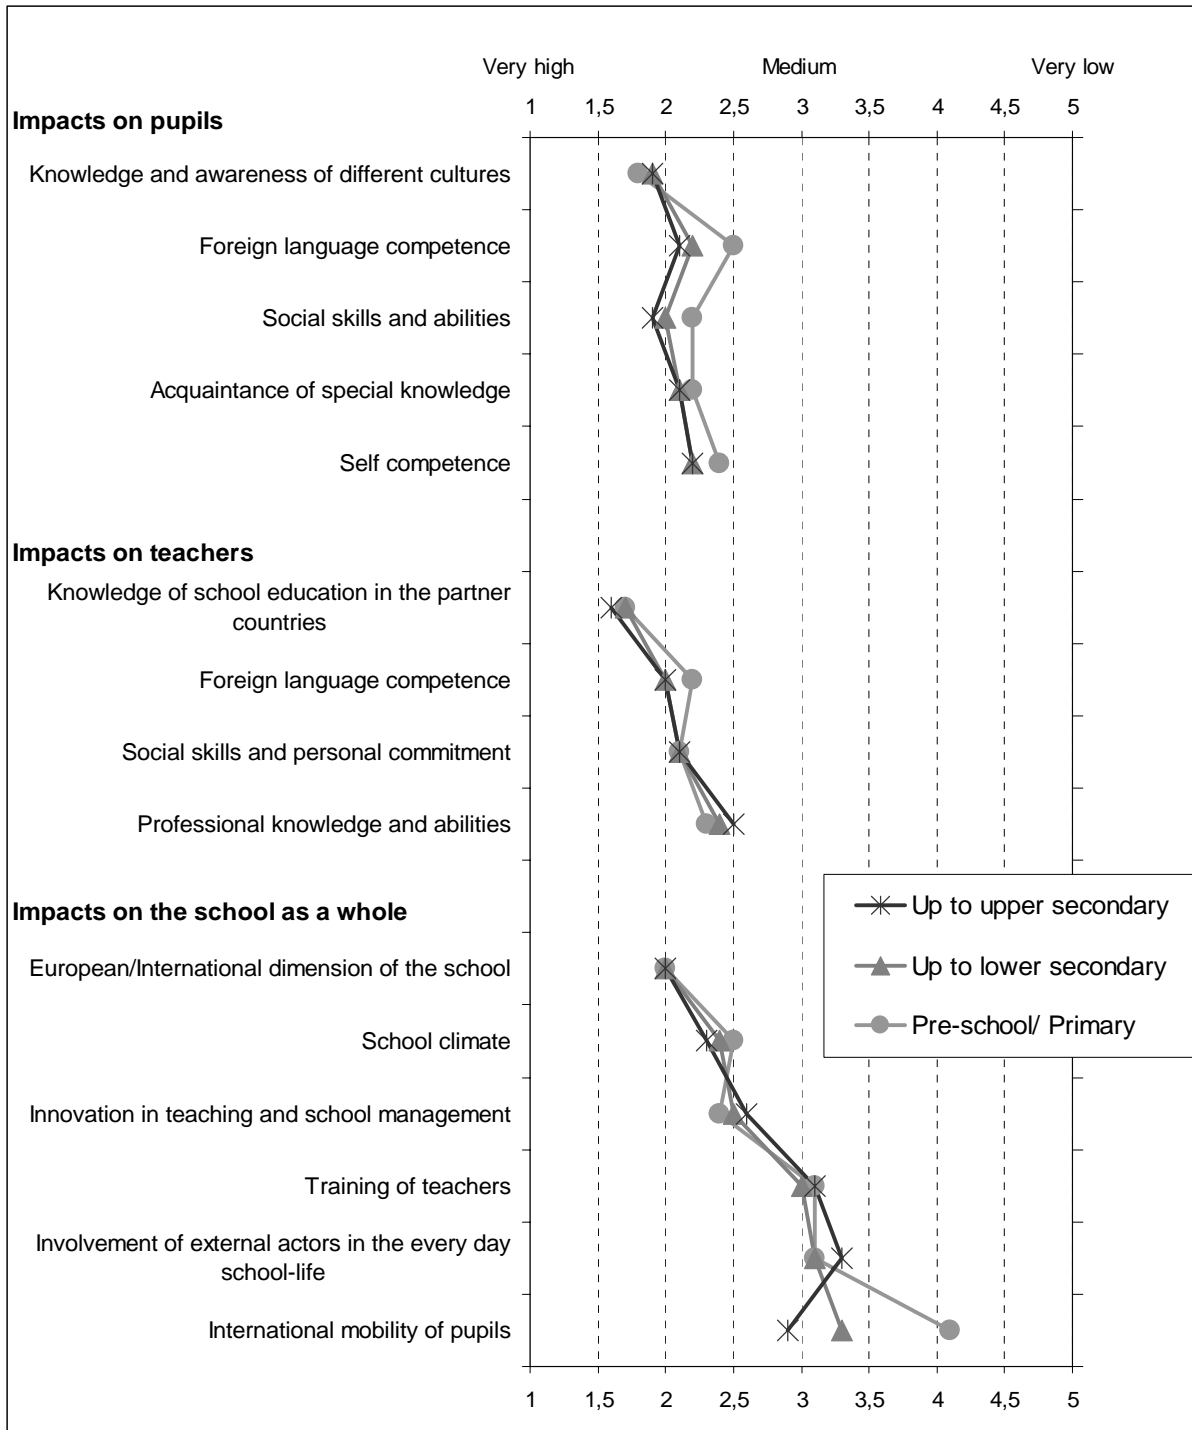 Very high Medium Very low
1 1,5 2 2,5 3 3,5 4 4,5 5
Impacts on pupils
Knowledge and awareness of different cultures
Foreign language competence
Social skills and abilities
Acquaintance of special knowledge
Self competence
Impacts on teachers
Knowledge of school education in the partner
countries
Foreign language competence
Social skills and personal commitment
Professional knowledge and abilities
Impacts on the school as a whole
European/International dimension of the school
School climate
Innovation in teaching and school management
Training of teachers
Involvement of external actors in the every day
school-life
International mobility of pupils
Up to upper secondary
Up to lower secondary
Pre-school/ Primary
1 1,5 2 2,5 3 3,5 4 4,5 5